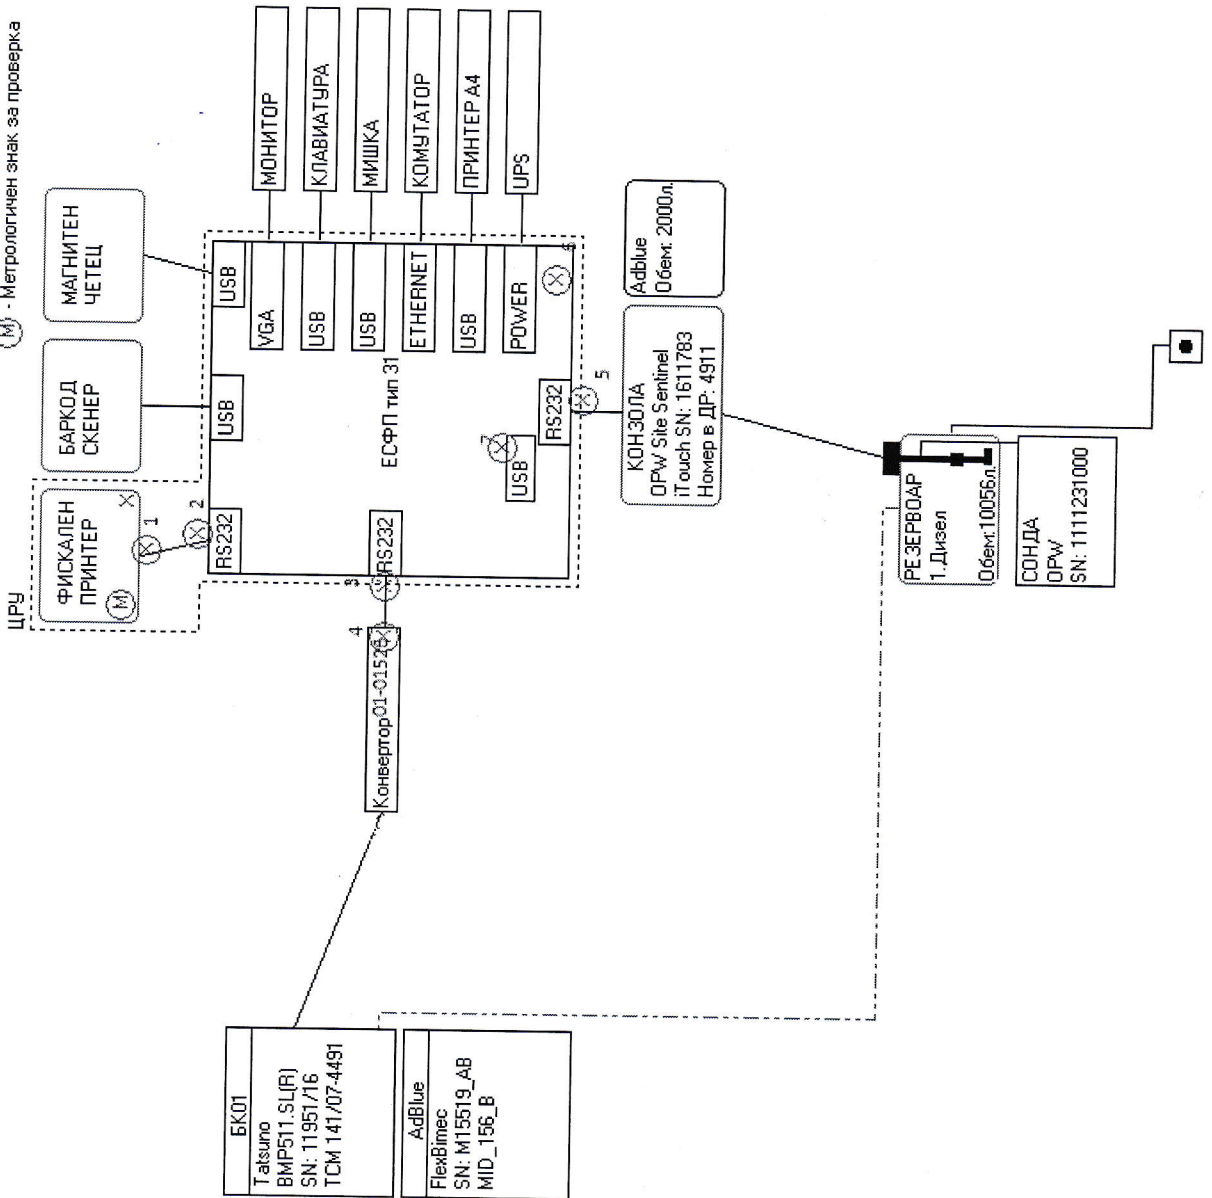 (M) - Метрологичен знак за проверка
ЦРУ
ФИСКАЛЕН
ПРИНТЕР
M
X
X
1
X
2
RS232
БАРКОД
СКЕНЕР
USB
МАГНИТЕН
ЧЕТЕЦ
USB
VGA
МОНИТОР
USB
КЛАВИАТУРА
USB
МИШКА
ETHERNET
КОМУТАТОР
USB
ПРИНТЕР А4
POWER
UPS
X
ЕСФП тип 31
X
7
USB
RS232
X
5
RS232
3
X
4
X
Конвертор01-0152
КОНЗОЛА
OPW Site Sentinel
iTouch SN: 1611783
Номер в ДР: 4911
Adblue
Обем: 2000л.
РЕЗЕРВОАР
1.Дизел
Обем:10056л.
СОНДА
OPW
SN: 1111231000
БК01
Tatsuno
BMP511.SL(R)
SN: 11951/16
TCM 141/07-4491
AdBlue
FlexBimec
SN: M15519_AB
MID_156_B